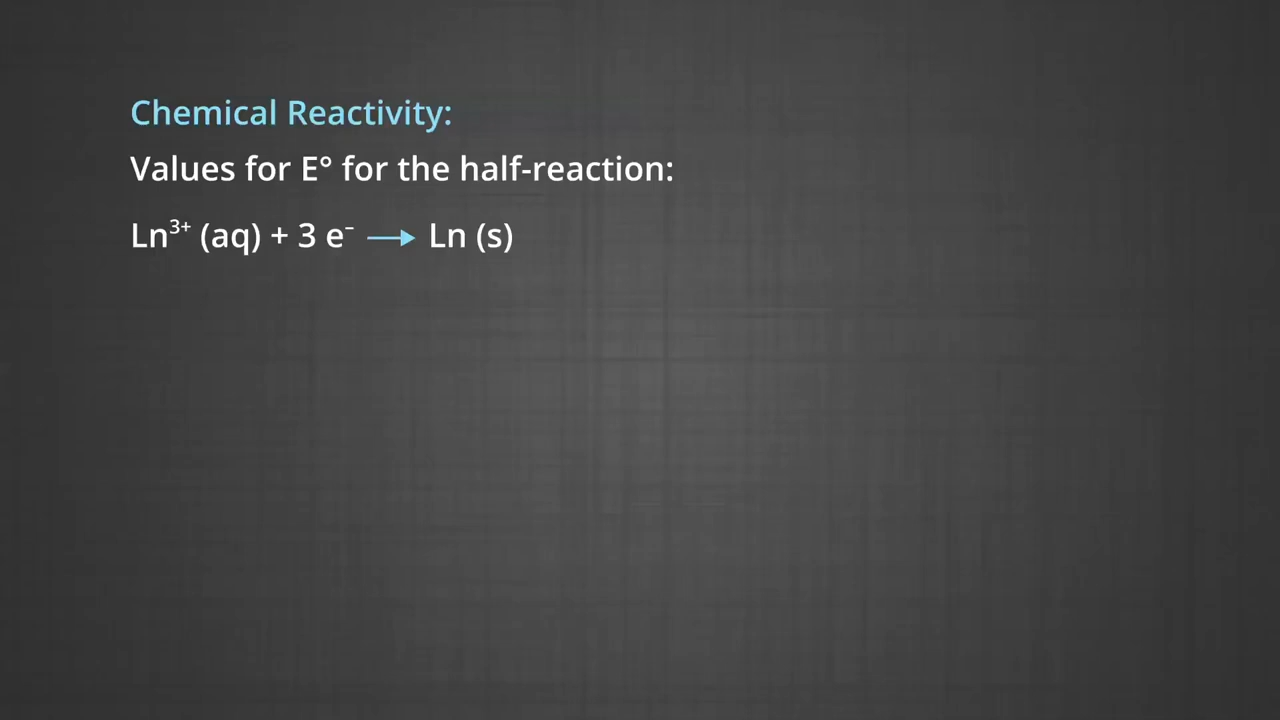 Chemical Reactivity:
Values for E° for the half-reaction:
Ln³⁺ (aq) + 3 e⁻ ⟶ Ln (s)